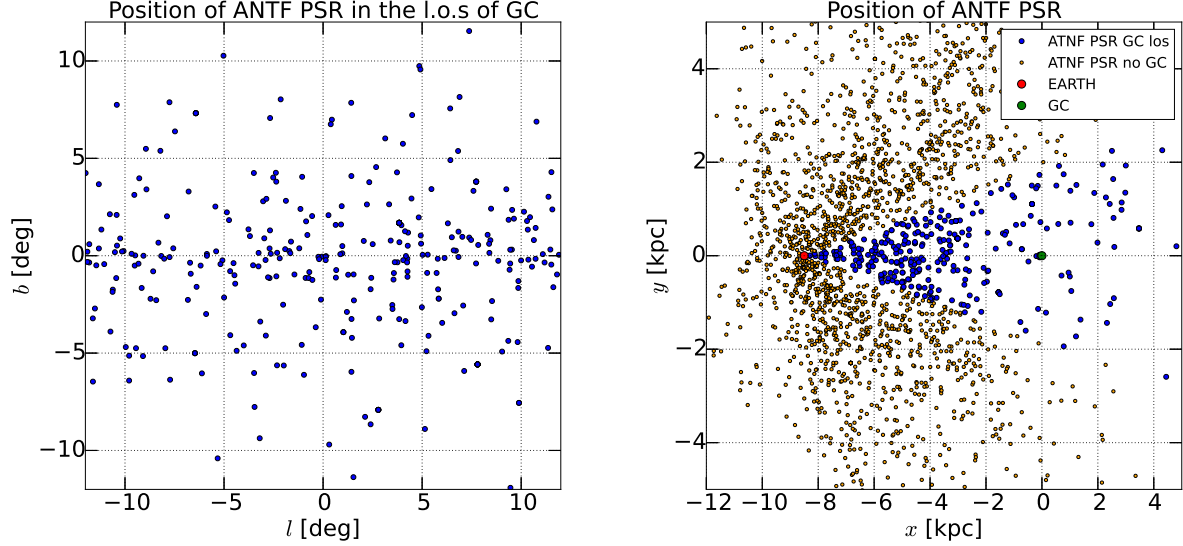 Position of ANTF PSR in the l.o.s of GC
10
5
0
−5
−10
b [deg]
−10
−5
0
5
10
l [deg]
Position of ANTF PSR
ATNF PSR GC los
ATNF PSR no GC
EARTH
GC
4
2
0
−2
−4
y [kpc]
−12
−10
−8
−6
−4
−2
0
2
4
x [kpc]